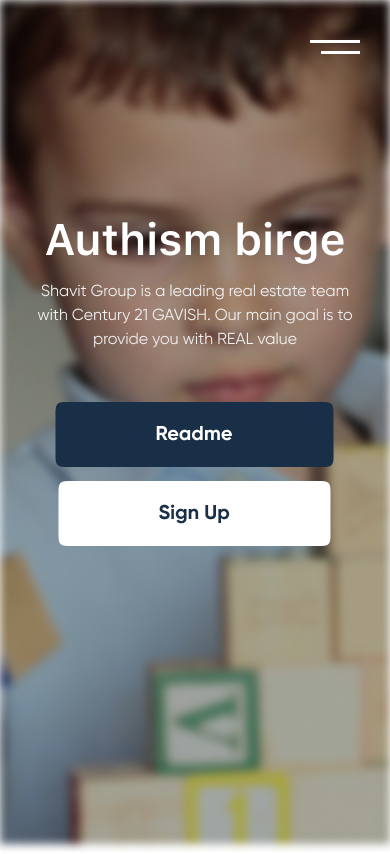 Authism birge
Shavit Group is a leading real estate team
with Century 21 GAVISH. Our main goal is to
provide you with REAL value
Readme
Sign Up